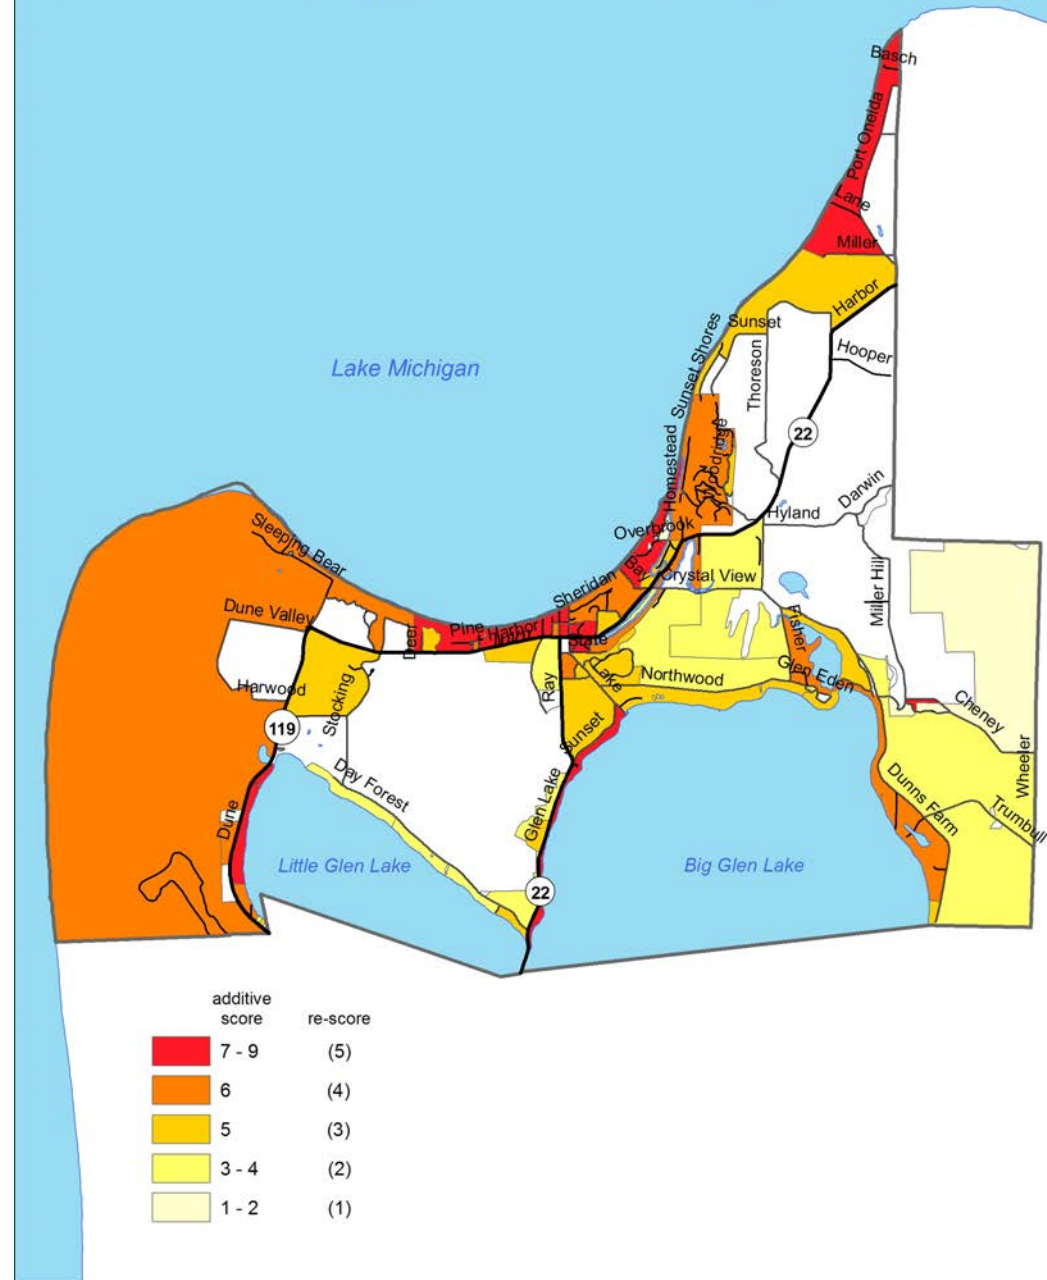 Basch
Port Oneida
Lane
Miller
Harbor
Sunset
Hooper
Sunset Shores
Thoreson
Lake Michigan
22
Woodridge
Homestead
Darwin
Hyland
Overbrook
Sleeping Bear
Bay
Crystal View
Sheridan
Miller Hill
Dune Valley
Fisher
Pine
Harbor
Deer
State
Glen Eden
Northwood
Lake
Ray
Harwood
Stocking
Cheney
119
Sunset
Wheeler
Day Forest
Dunns Farm
Glen Lake
Trumbull
Dune
Little Glen Lake
Big Glen Lake
22
additive
score re-score
7 - 9 (5)
6 (4)
5 (3)
3 - 4 (2)
1 - 2 (1)